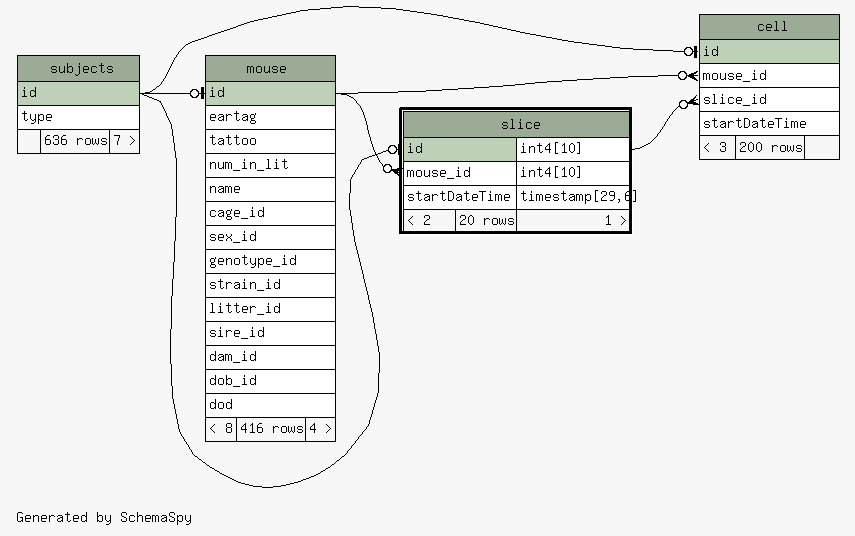 subjects
id
type
636 rows 7 >
mouse
id
eartag
tattoo
num_in_lit
name
cage_id
sex_id
genotype_id
strain_id
litter_id
sire_id
dam_id
dob_id
dod
< 8 416 rows 4 >
slice
id int4[10]
mouse_id int4[10]
startDateTime timestamp[29,6]
< 2 20 rows 1 >
cell
id
mouse_id
slice_id
startDateTime
< 3 200 rows
Generated by SchemaSpy